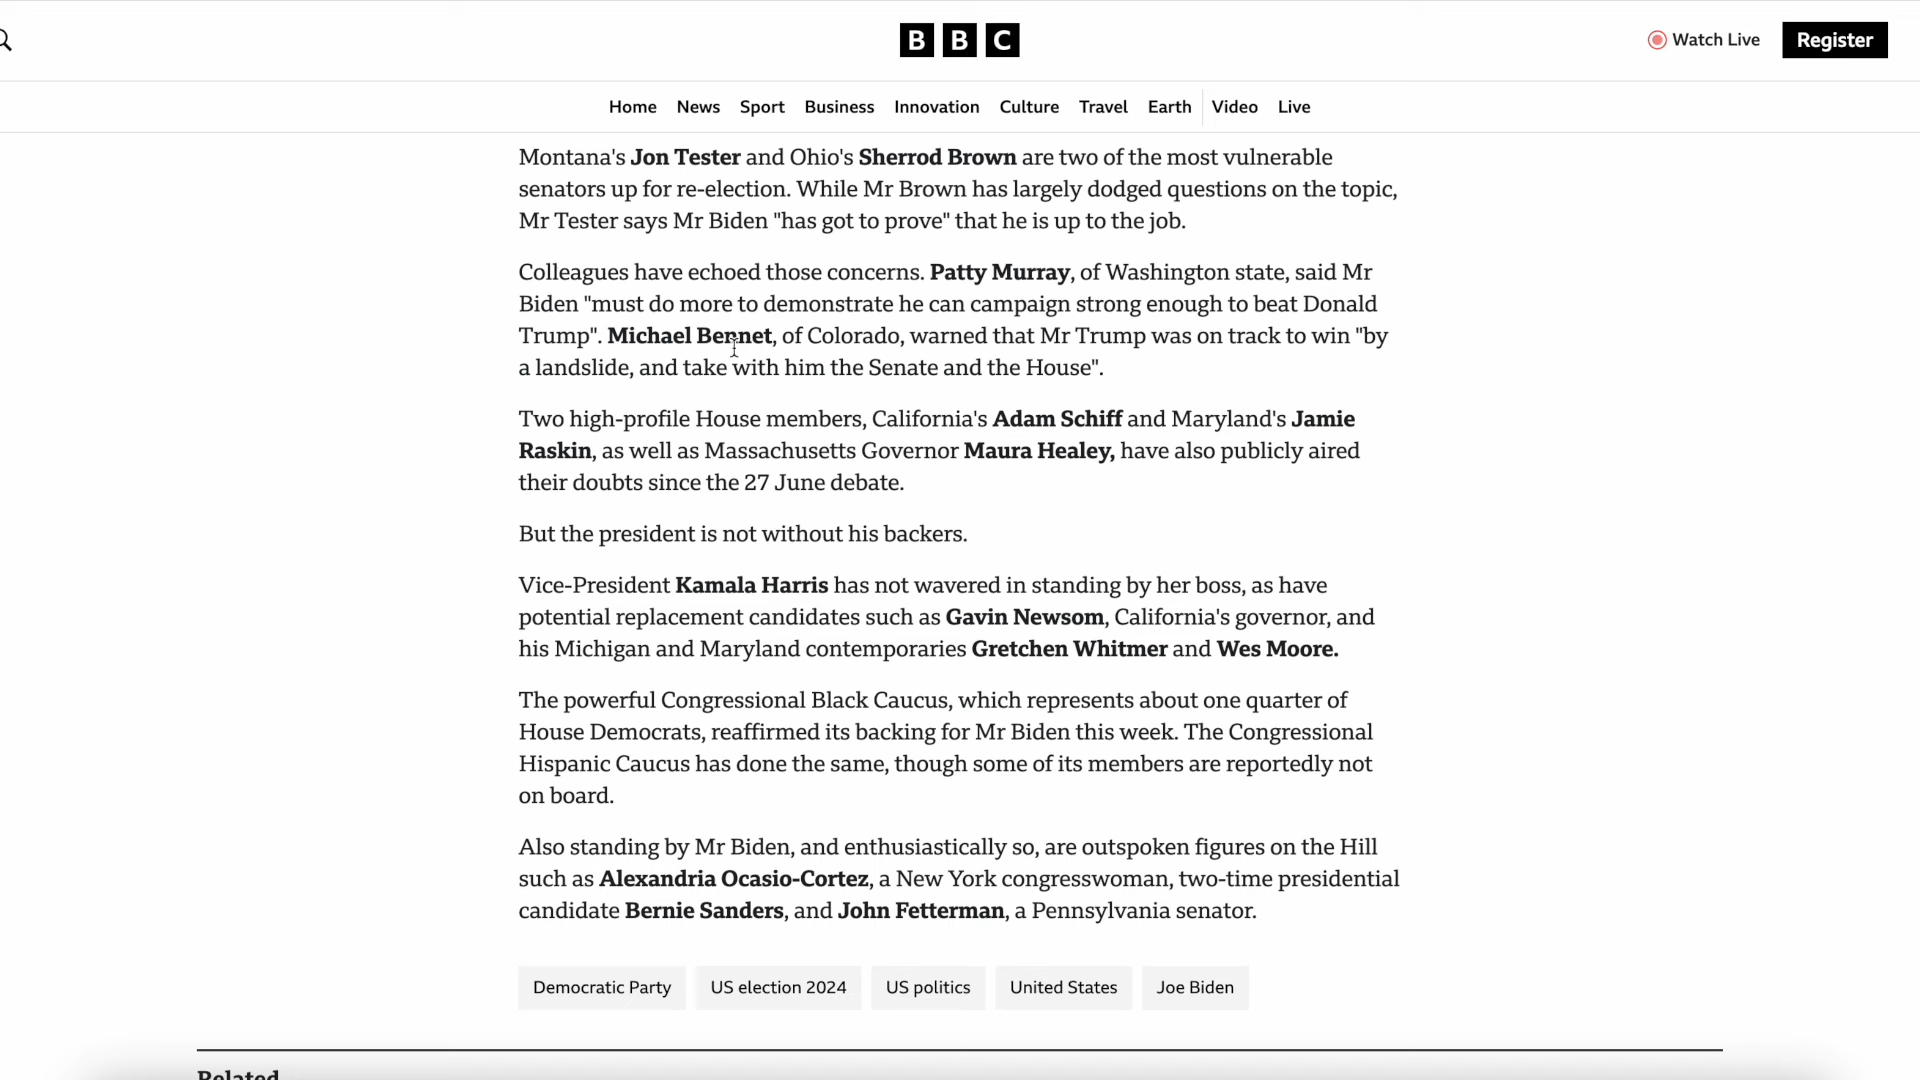 BBC
Watch Live
Register
Home News Sport Business Innovation Culture Travel Earth Video Live
Montana's Jon Tester and Ohio's Sherrod Brown are two of the most vulnerable
senators up for re-election. While Mr Brown has largely dodged questions on the topic,
Mr Tester says Mr Biden "has got to prove" that he is up to the job.
Colleagues have echoed those concerns. Patty Murray, of Washington state, said Mr
Biden "must do more to demonstrate he can campaign strong enough to beat Donald
Trump". Michael Bennet, of Colorado, warned that Mr Trump was on track to win "by
a landslide, and take with him the Senate and the House".
Two high-profile House members, California's Adam Schiff and Maryland's Jamie
Raskin, as well as Massachusetts Governor Maura Healey, have also publicly aired
their doubts since the 27 June debate.
But the president is not without his backers.
Vice-President Kamala Harris has not wavered in standing by her boss, as have
potential replacement candidates such as Gavin Newsom, California's governor, and
his Michigan and Maryland contemporaries Gretchen Whitmer and Wes Moore.
The powerful Congressional Black Caucus, which represents about one quarter of
House Democrats, reaffirmed its backing for Mr Biden this week. The Congressional
Hispanic Caucus has done the same, though some of its members are reportedly not
on board.
Also standing by Mr Biden, and enthusiastically so, are outspoken figures on the Hill
such as Alexandria Ocasio-Cortez, a New York congresswoman, two-time presidential
candidate Bernie Sanders, and John Fetterman, a Pennsylvania senator.
Democratic Party US election 2024 US politics United States Joe Biden
Related